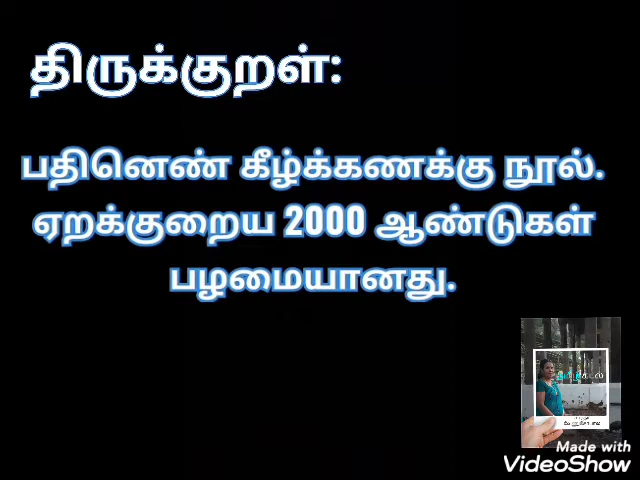 திருக்குறள்:
பதினெண் கீழ்க்கணக்கு நூல்.
ஏறக்குறைய 2000 ஆண்டுகள்
பழமையானது.
Made with
VideoShow